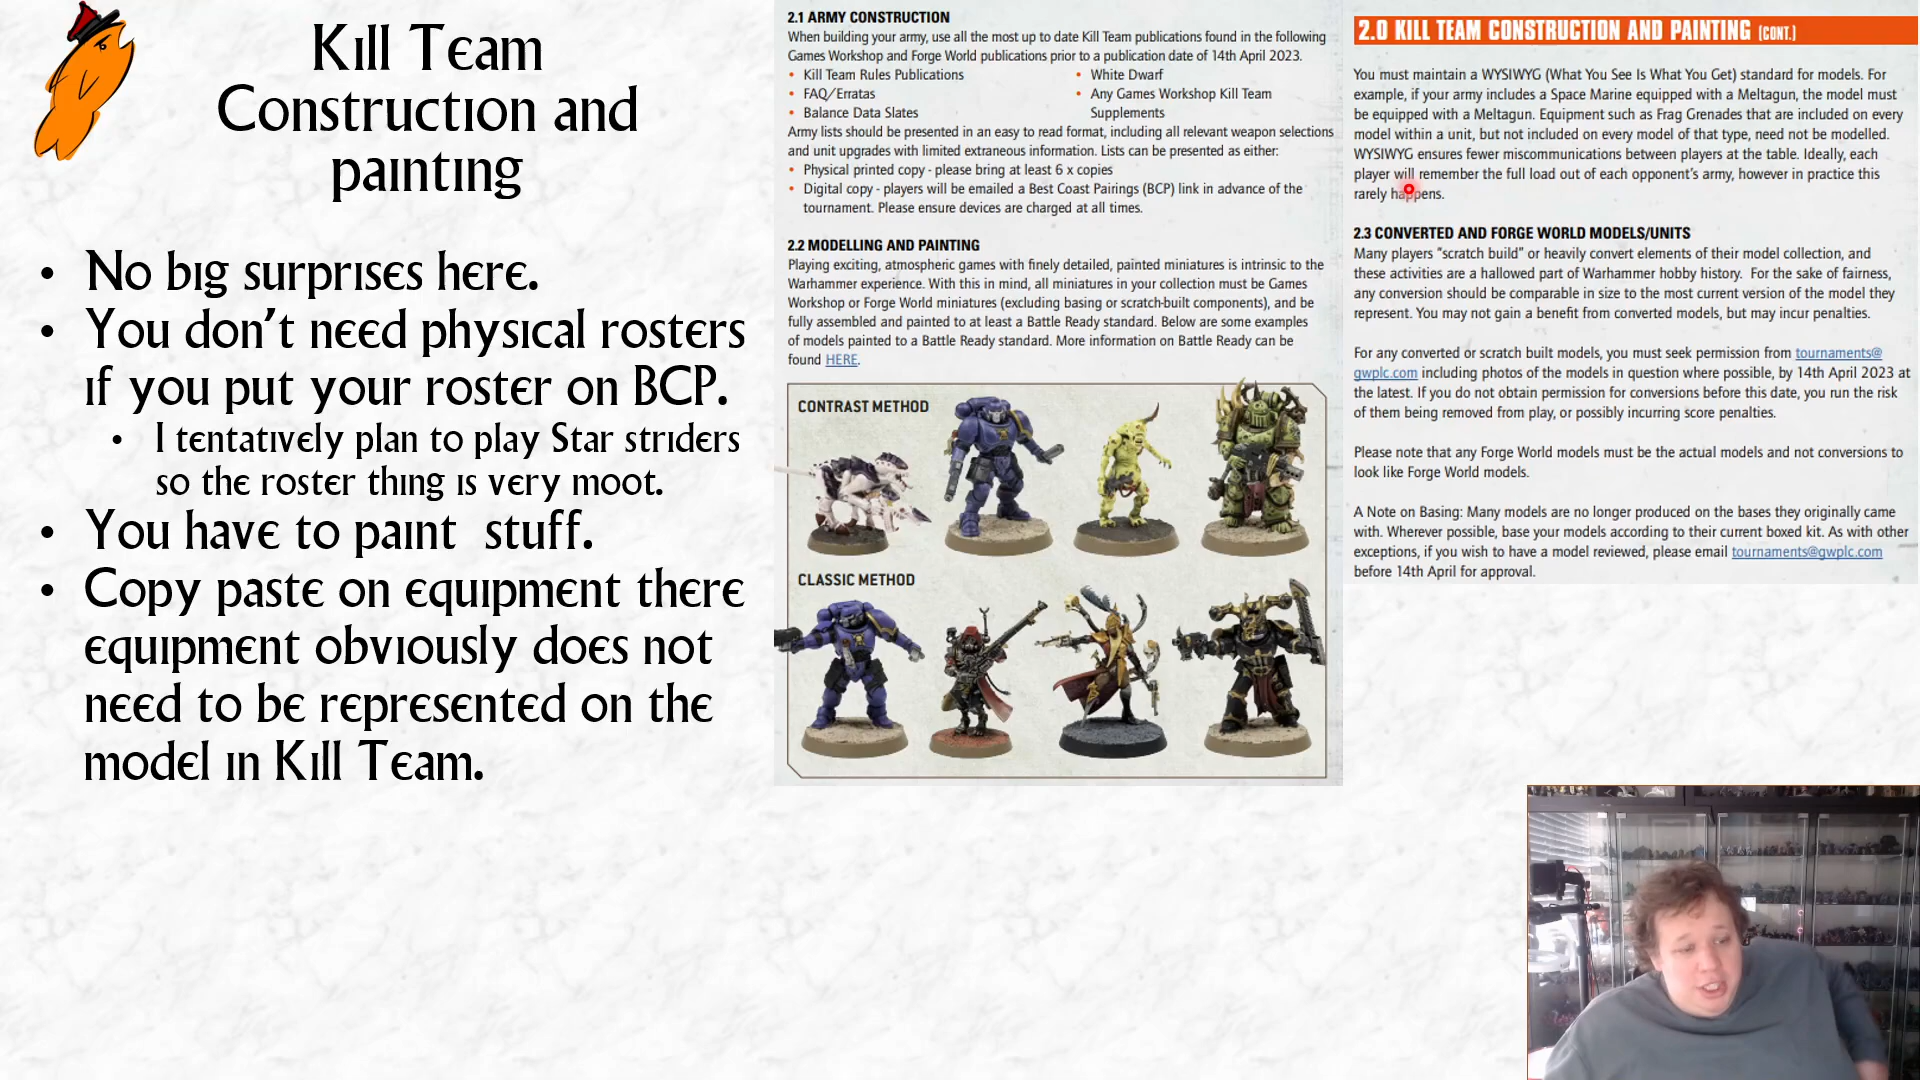 Kill Team
Construction and
painting
• No big surprises here.
• You don't need physical rosters
if you put your roster on BCP.
• I tentatively plan to play Star striders
so the roster thing is very moot.
• You have to paint stuff.
• Copy paste on equipment there
equipment obviously does not
need to be represented on the
model in Kill Team.
2.1 ARMY CONSTRUCTION
When building your army, use all the most up to date Kill Team publications found in the following
Games Workshop and Forge World publications prior to a publication date of 14th April 2023.
• Kill Team Rules Publications
• FAQ/Erratas
• Balance Data Slates
• White Dwarf
• Any Games Workshop Kill Team
Supplements
Army lists should be presented in an easy to read format, including all relevant weapon selections
and unit upgrades with limited extraneous information. Lists can be presented as either:
• Physical printed copy - please bring at least 6 x copies
• Digital copy - players will be emailed a Best Coast Pairings (BCP) link in advance of the
tournament. Please ensure devices are charged at all times.
2.2 MODELLING AND PAINTING
Playing exciting, atmospheric games with finely detailed, painted miniatures is intrinsic to the
Warhammer experience. With this in mind, all miniatures in your collection must be Games
Workshop or Forge World miniatures (excluding basing or scratch-built components), and be
fully assembled and painted to at least a Battle Ready standard. Below are some examples
of models painted to a Battle Ready standard. More information on Battle Ready can be
found HERE.
CONTRAST METHOD
CLASSIC METHOD
2.0 KILL TEAM CONSTRUCTION AND PAINTING (CONT.)
You must maintain a WYSIWYG (What You See Is What You Get) standard for models. For
example, if your army includes a Space Marine equipped with a Meltagun, the model must
be equipped with a Meltagun. Equipment such as Frag Grenades that are included on every
model within a unit, but not included on every model of that type, need not be modelled.
WYSIWYG ensures fewer miscommunications between players at the table. Ideally, each
player will remember the full load out of each opponent's army, however in practice this
rarely happens.
2.3 CONVERTED AND FORGE WORLD MODELS/UNITS
Many players "scratch build" or heavily convert elements of their model collection, and
these activities are a hallowed part of Warhammer hobby history. For the sake of fairness,
any conversion should be comparable in size to the most current version of the model they
represent. You may not gain a benefit from converted models, but may incur penalties.
For any converted or scratch built models, you must seek permission from tournaments@
gwplc.com including photos of the models in question where possible, by 14th April 2023 at
the latest. If you do not obtain permission for conversions before this date, you run the risk
of them being removed from play, or possibly incurring score penalties.
Please note that any Forge World models must be the actual models and not conversions to
look like Forge World models.
A Note on Basing: Many models are no longer produced on the bases they originally came
with. Wherever possible, base your models according to their current boxed kit. As with other
exceptions, if you wish to have a model reviewed, please email tournaments@gwplc.com
before 14th April for approval.